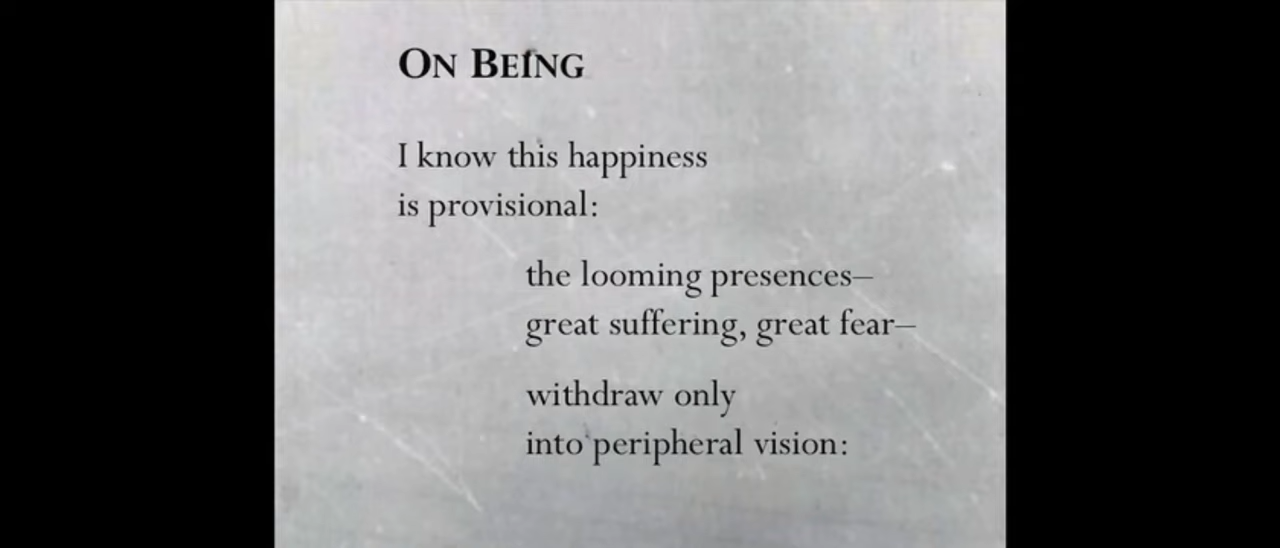 ON BEING
I know this happiness
is provisional:
the looming presences–
great suffering, great fear–
withdraw only
into peripheral vision: